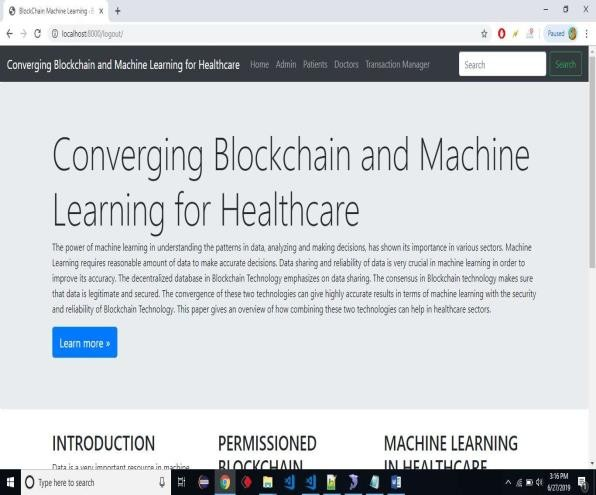 BlockChain Machine Learning - B
localhost:8000/logout/
Paused
Converging Blockchain and Machine Learning for Healthcare Home Admin Patients Doctors Transaction Manager Search Search
Converging Blockchain and Machine
Learning for Healthcare
The power of machine learning in understanding the patterns in data, analyzing and making decisions, has shown its importance in various sectors. Machine
Learning requires reasonable amount of data to make accurate decisions. Data sharing and reliability of data is very crucial in machine learning in order to
improve its accuracy. The decentralized database in Blockchain Technology emphasizes on data sharing. The consensus in Blockchain technology makes sure
that data is legitimate and secured. The convergence of these two technologies can give highly accurate results in terms of machine learning with the security
and reliability of Blockchain Technology. This paper gives an overview of how combining these two technologies can help in healthcare sectors.
Learn more »
INTRODUCTION PERMISSIONED MACHINE LEARNING
BLOCKCHAIN IN HEALTHCARE
Data is a very important resource in machine
Type here to search
3:16 PM
6/27/2019